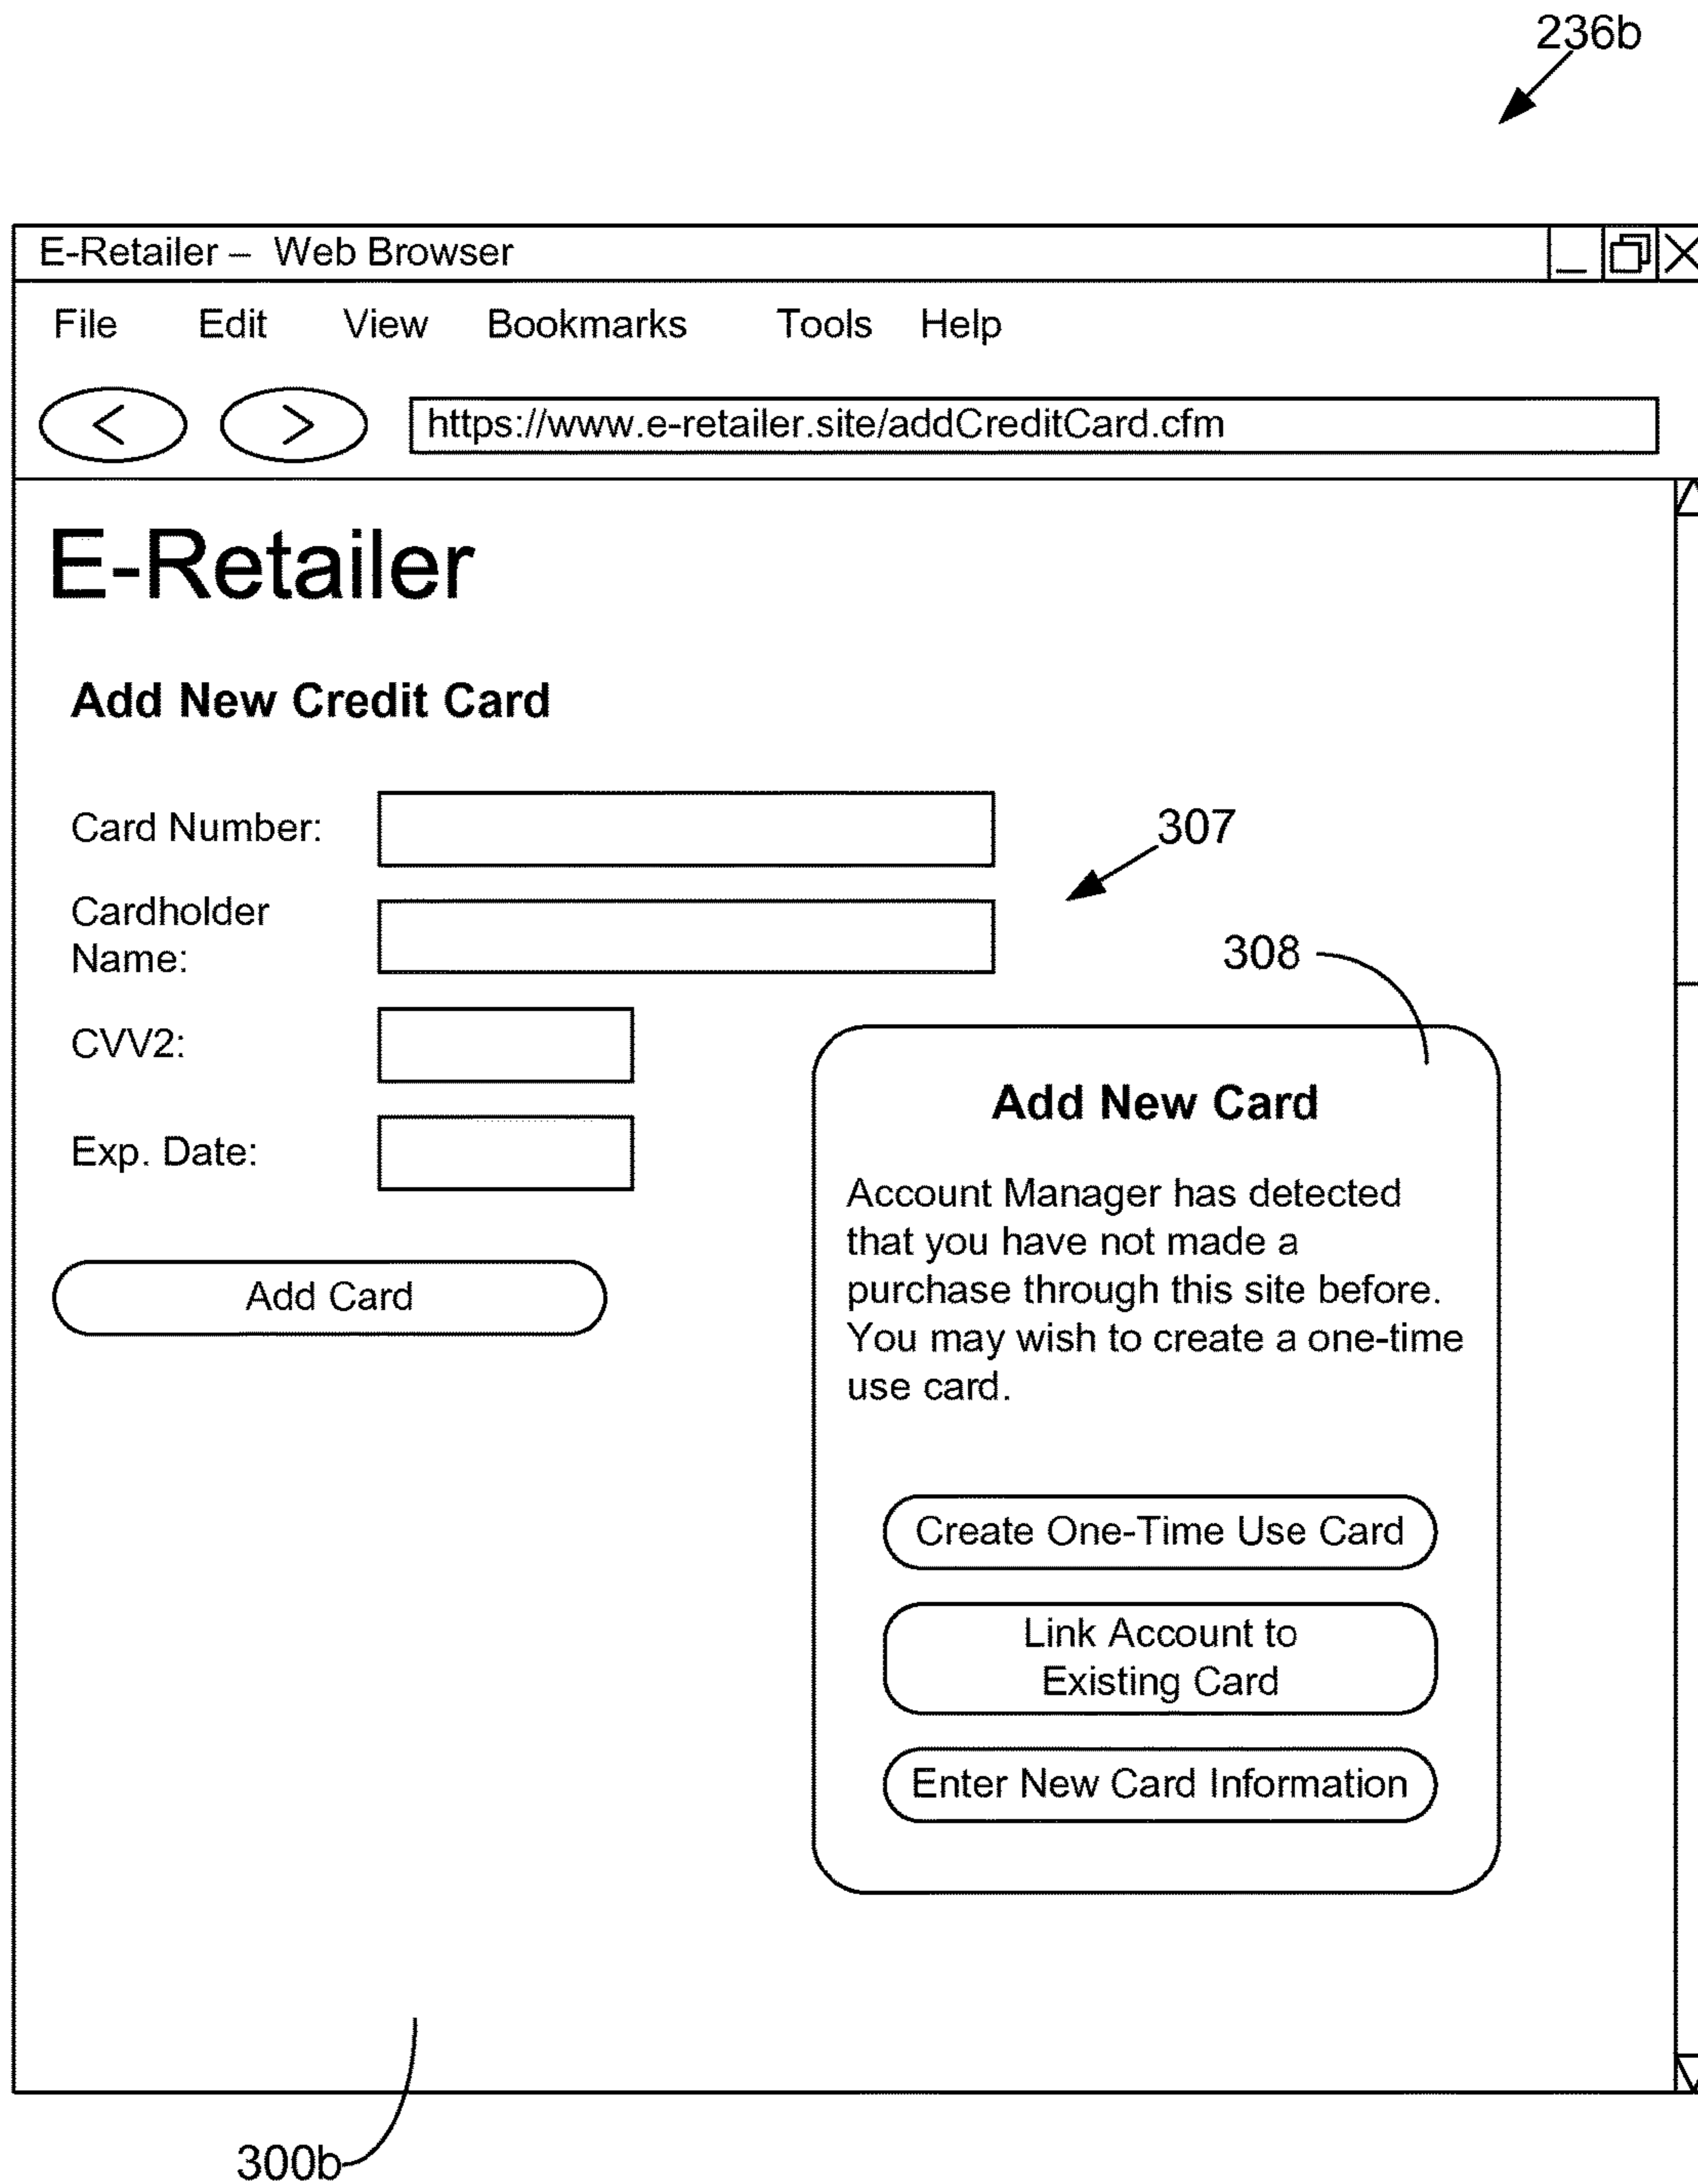 236b
E-Retailer – Web Browser
File Edit View Bookmarks Tools Help
< > https://www.e-retailer.site/addCreditCard.cfm
E-Retailer
Add New Credit Card
Card Number:
307
Cardholder
Name:
308
CVV2:
Exp. Date:
Add Card
Add New Card
Account Manager has detected
that you have not made a
purchase through this site before.
You may wish to create a one-time
use card.
Create One-Time Use Card
Link Account to
Existing Card
Enter New Card Information
300b